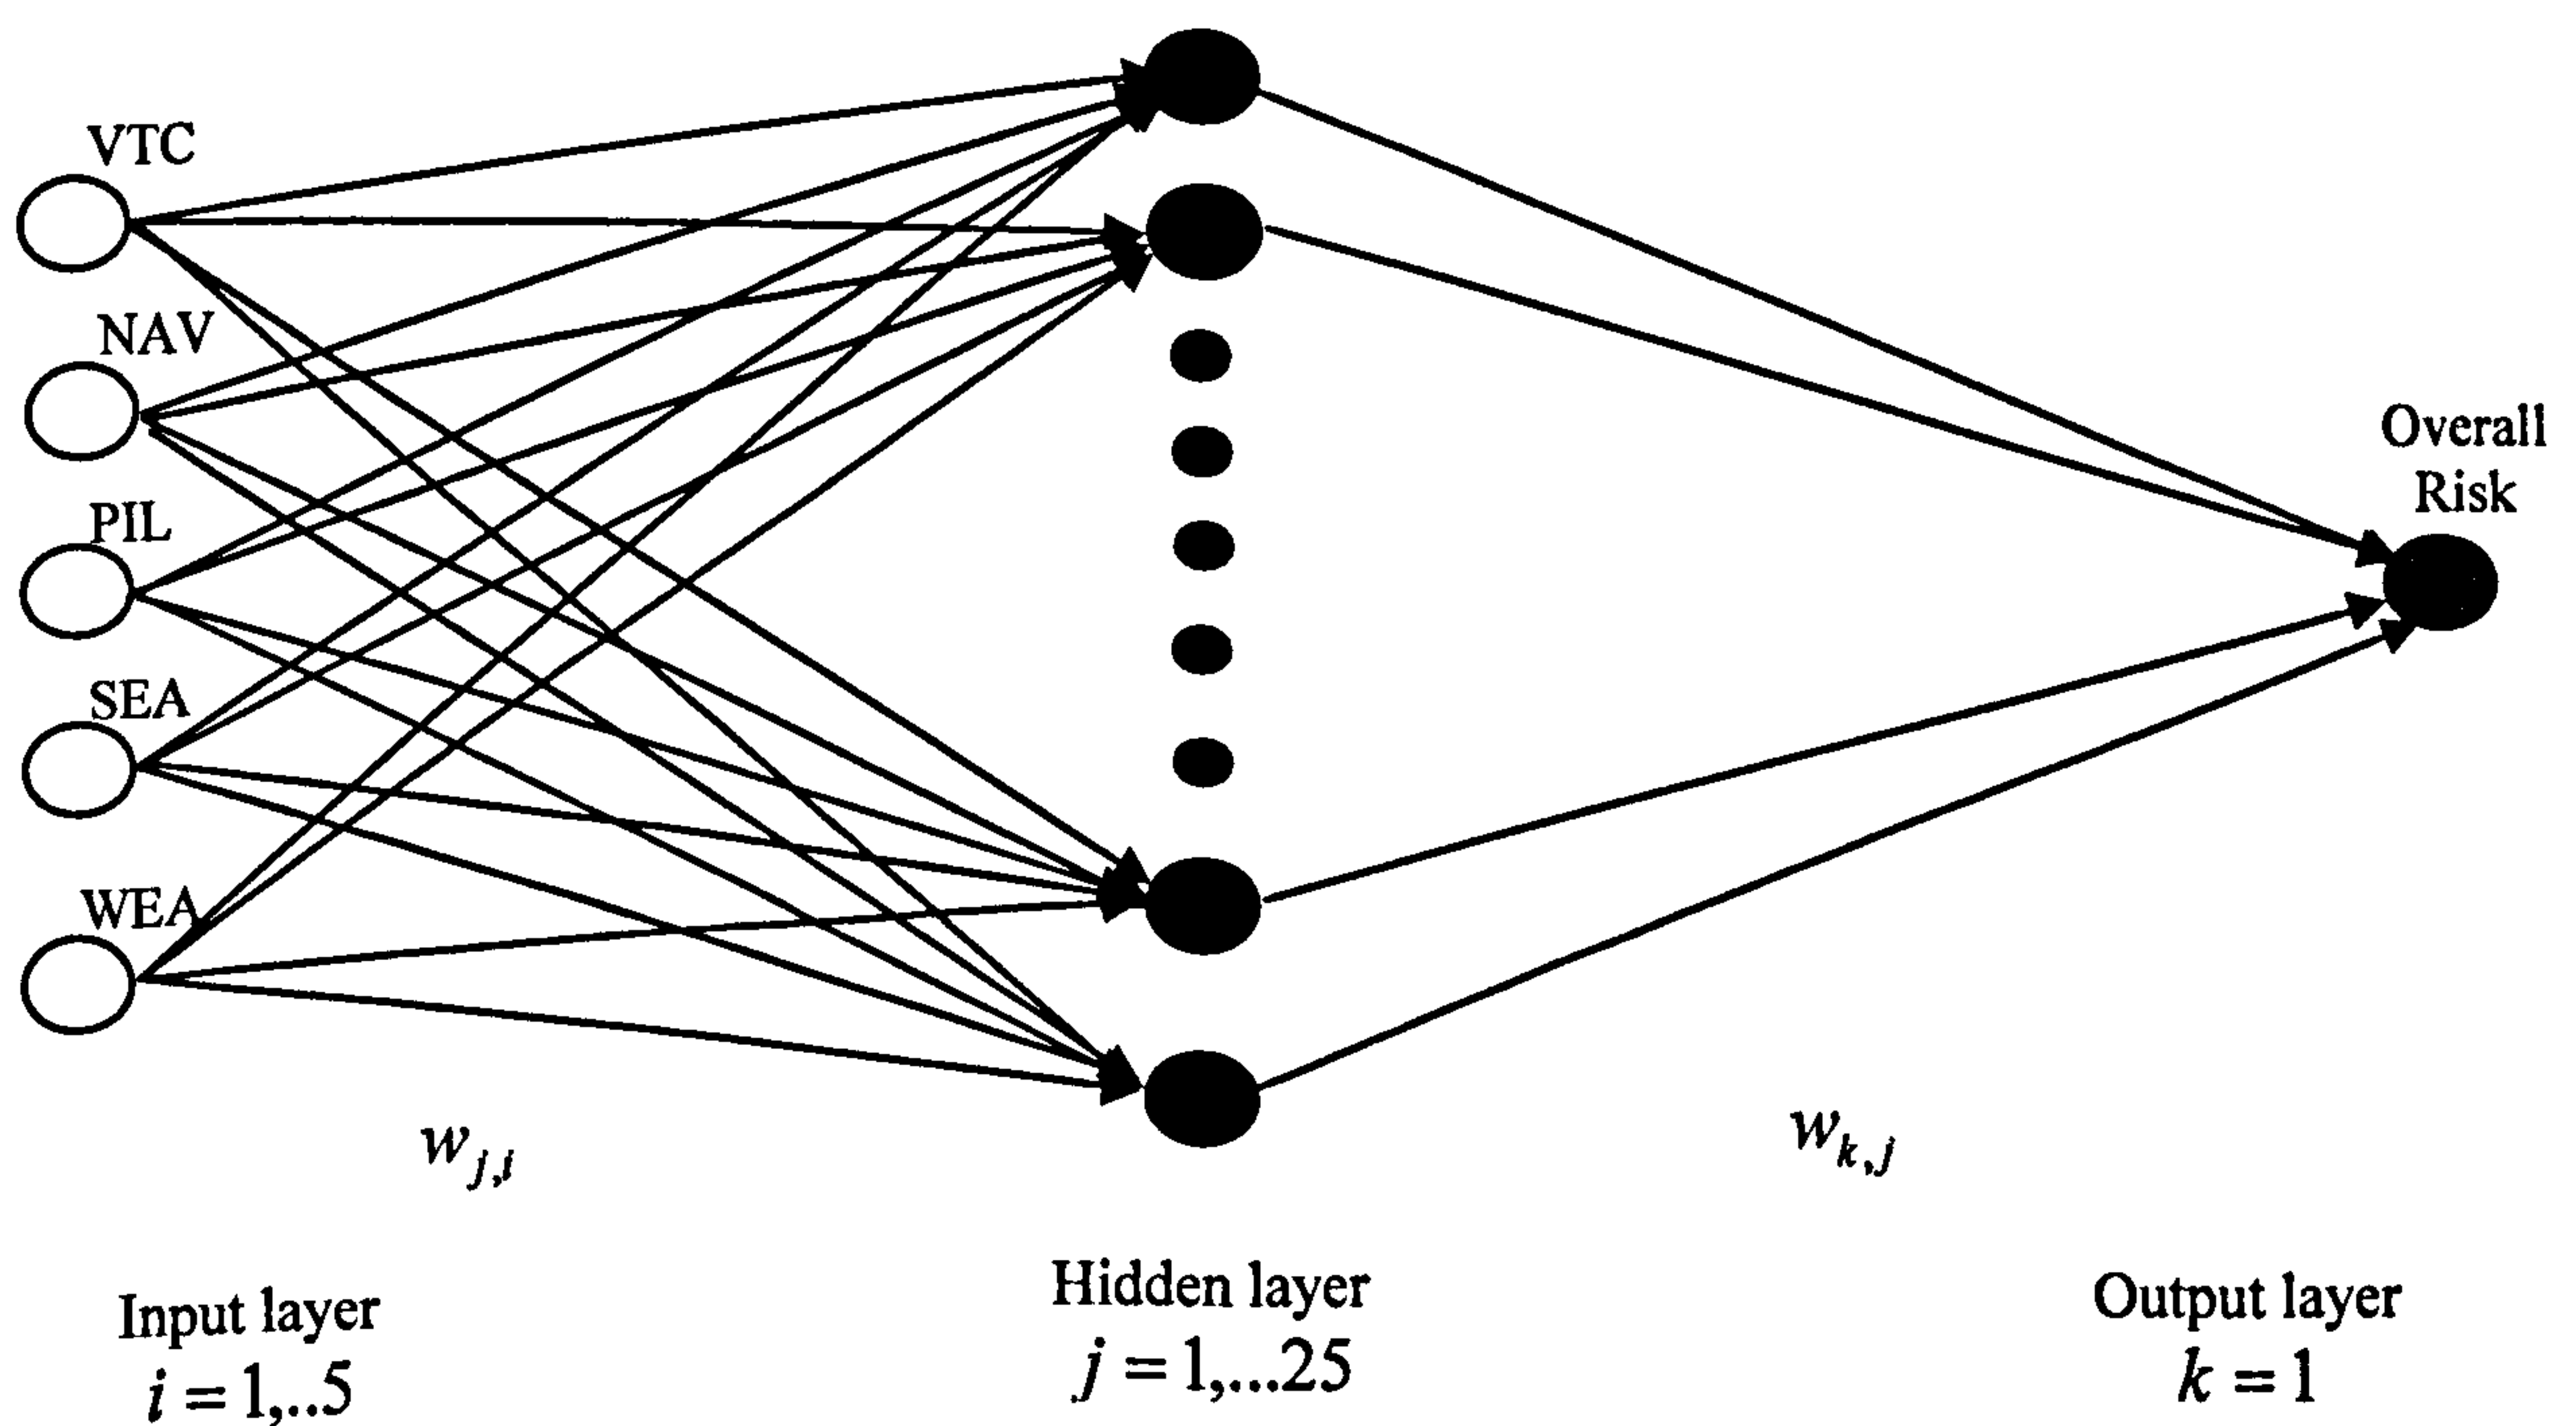 VTC
NAV
PIL
SEA
WEA
Overall
Risk
w_{j,i}
w_{k,j}
Input layer
i = 1,..5
Hidden layer
j = 1,...25
Output layer
k = 1